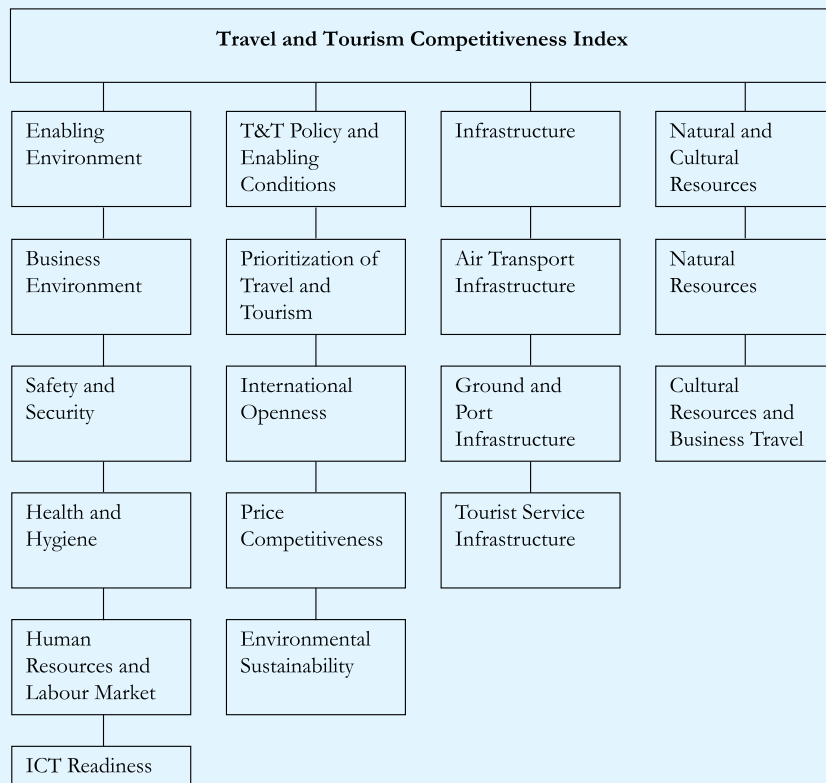 Travel and Tourism Competitiveness Index
Enabling
Environment
Business
Environment
Safety and
Security
Health and
Hygiene
Human
Resources and
Labour Market
ICT Readiness
T&T Policy and
Enabling
Conditions
Prioritization of
Travel and
Tourism
International
Openness
Price
Competitiveness
Environmental
Sustainability
Infrastructure
Air Transport
Infrastructure
Ground and
Port
Infrastructure
Tourist Service
Infrastructure
Natural and
Cultural
Resources
Natural
Resources
Cultural
Resources and
Business Travel